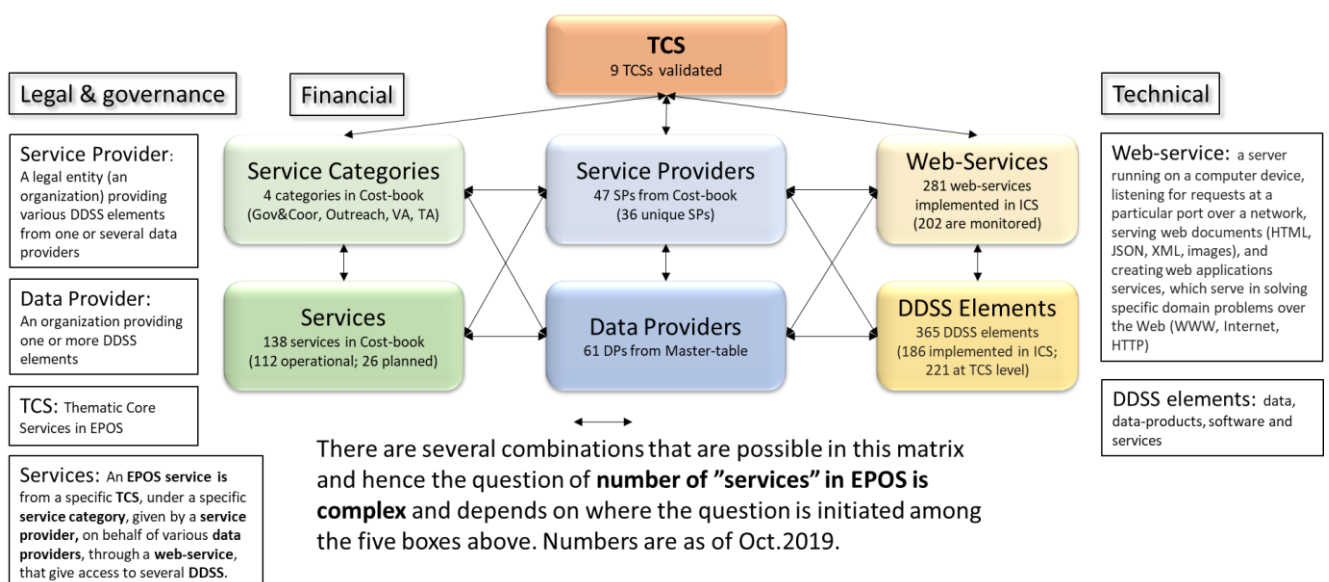 TCS
9 TCSs validated
Legal & governance
Financial
Technical
Service Provider:
A legal entity (an
organization) providing
various DDSS elements
from one or several data
providers
Data Provider:
An organization providing
one or more DDSS
elements
TCS: Thematic Core
Services in EPOS
Services: An EPOS service is
from a specific TCS, under a specific
service category, given by a service
provider, on behalf of various data
providers, through a web-service,
that give access to several DDSS.
Service Categories
4 categories in Cost-book
(Gov&Coor, Outreach, VA, TA)
Service Providers
47 SPs from Cost-book
(36 unique SPs)
Web-Services
281 web-services
implemented in ICS
(202 are monitored)
Services
138 services in Cost-book
(112 operational; 26 planned)
Data Providers
61 DPs from Master-table
DDSS Elements
365 DDSS elements
(186 implemented in ICS;
221 at TCS level)
Web-service: a server
running on a computer device,
listening for requests at a
particular port over a network,
serving web documents (HTML,
JSON, XML, images), and
creating web applications
services, which serve in solving
specific domain problems over
the Web (WWW, Internet,
HTTP)
DDSS elements: data,
data-products, software and
services
There are several combinations that are possible in this matrix
and hence the question of number of ”services” in EPOS is
complex and depends on where the question is initiated among
the five boxes above. Numbers are as of Oct.2019.